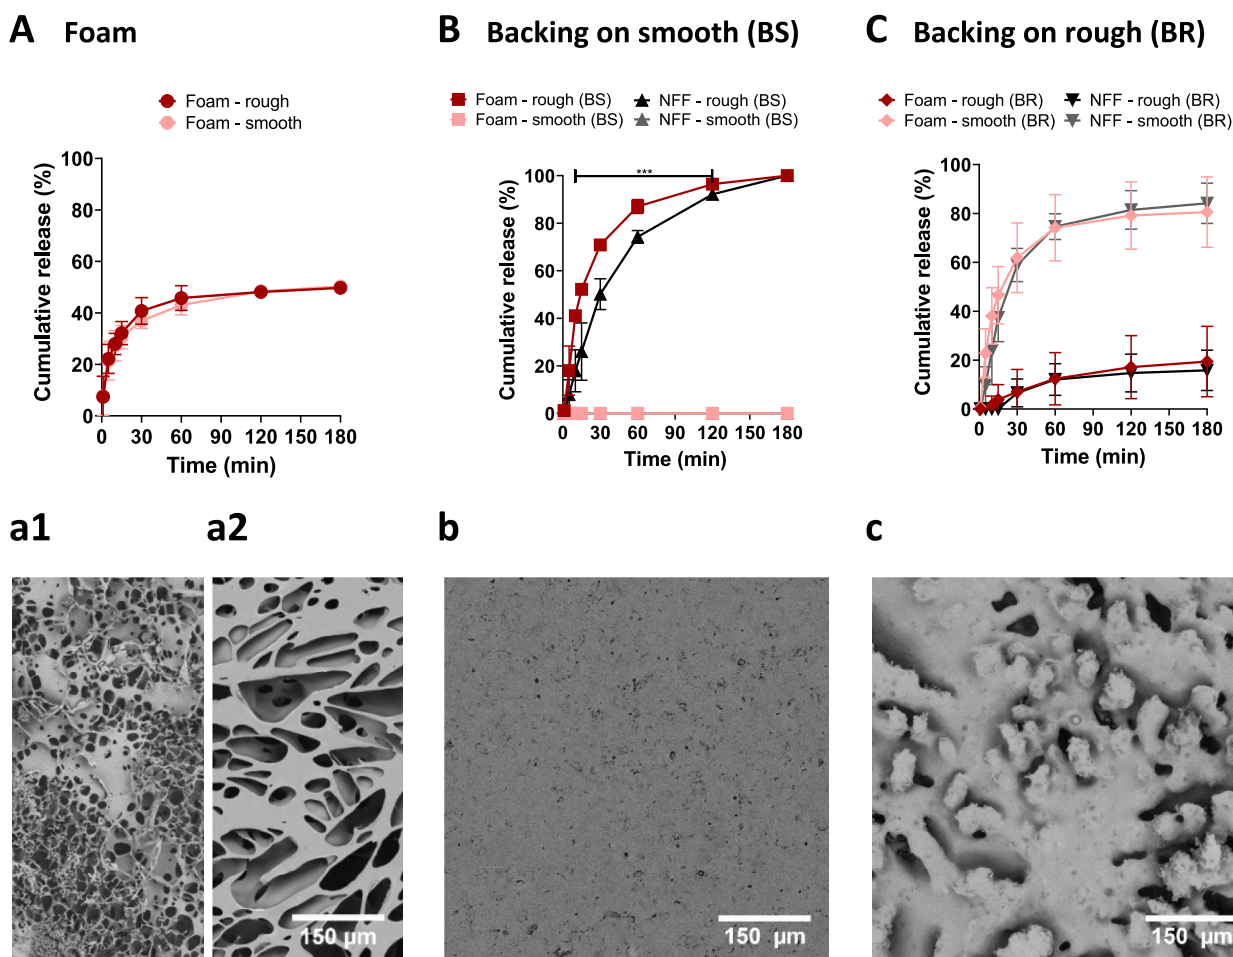 A Foam
Foam - rough
Foam - smooth
Cumulative release (%)
100
80
60
40
20
0
0 30 60 90 120 150 180
Time (min)
B Backing on smooth (BS)
Foam - rough (BS)
Foam - smooth (BS)
NFF - rough (BS)
NFF - smooth (BS)
Cumulative release (%)
***
100
80
60
40
20
0
0 30 60 90 120 150 180
Time (min)
C Backing on rough (BR)
Foam - rough (BR)
Foam - smooth (BR)
NFF - rough (BR)
NFF - smooth (BR)
Cumulative release (%)
100
80
60
40
20
0
0 30 60 90 120 150 180
Time (min)
a1
a2
150 µm
b
150 µm
c
150 µm